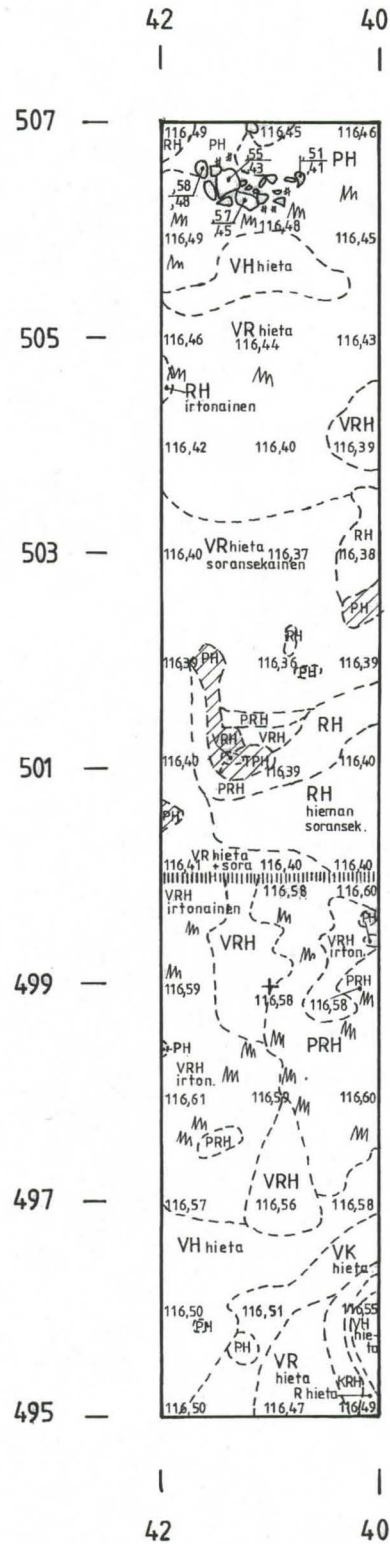 42 40
507
116,49 116,45 116,46
RH PH ,55 ,51 PH
,43 ,41
,58
,48
,57
,45
116,48
116,49 116,45
VH hieta
505
VR hieta
116,46 116,44 116,43
RH
irtonainen
VRH
116,42 116,40 116,39
RH
503
VR hieta
116,40 116,37 116,38
soransekainen
PH
RH
PH 116,36 116,39
PH
PRH
RH
VRH VRH
501
116,40 TPH 116,39 116,40
PRH
RH
hieman
soransek.
PH
VR hieta
116,41 + sora 116,40 116,40
VRH 116,58 116,60
irtonainen
PH
VRH VRH
irton.
499
116,59 PRH
116,58 116,58
PRH
PH
VRH
irton.
116,61 116,59 116,60
PRH
497
VRH
116,57 116,56 116,58
VH hieta VK
hieta
116,50 116,51 116,55
PH VH
hie-
ta
PH
VR
hieta KRH
R hieta
495
116,50 116,47 116,49
42 40